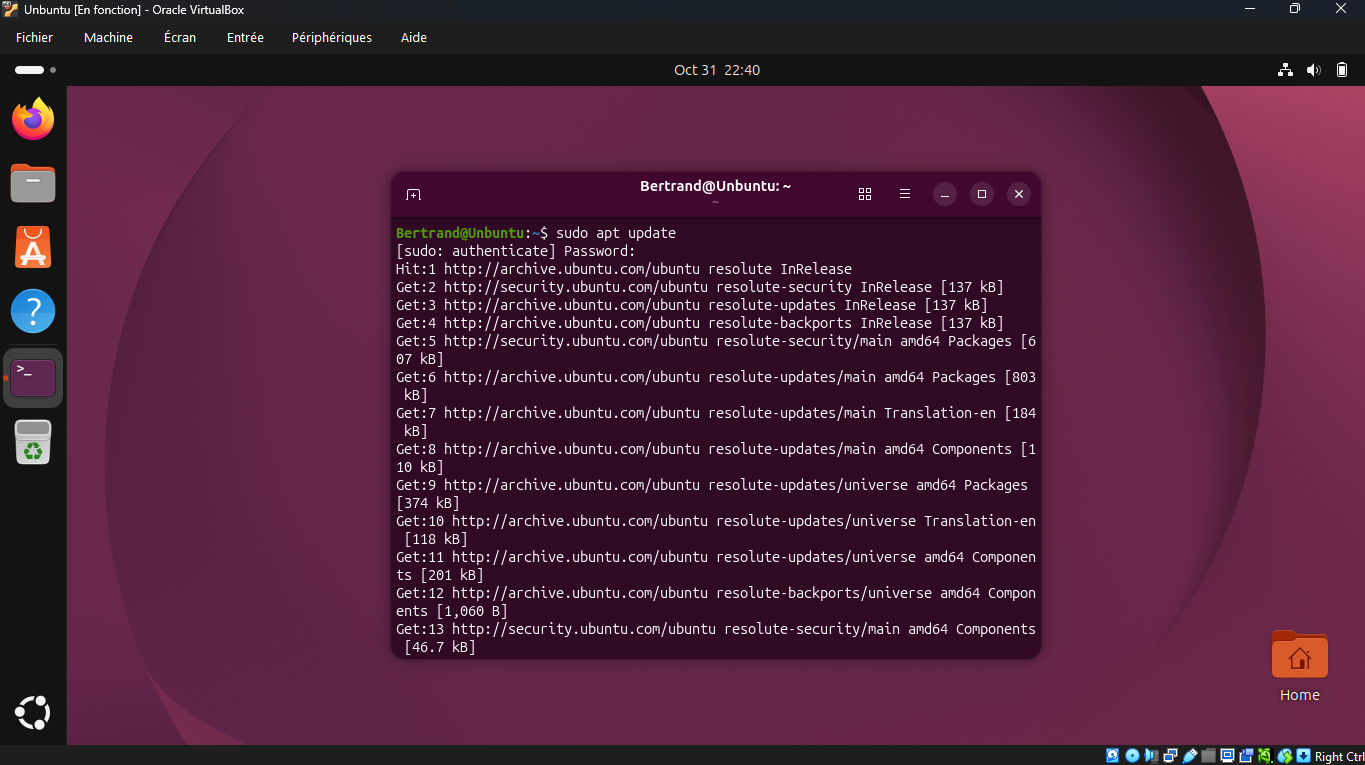 Unbuntu [En fonction] - Oracle VirtualBox
Fichier Machine Écran Entrée Périphériques Aide
Oct 31 22:40
Bertrand@Unbuntu: ~
~
Bertrand@Unbuntu:~$ sudo apt update
[sudo: authenticate] Password:
Hit:1 http://archive.ubuntu.com/ubuntu resolute InRelease
Get:2 http://security.ubuntu.com/ubuntu resolute-security InRelease [137 kB]
Get:3 http://archive.ubuntu.com/ubuntu resolute-updates InRelease [137 kB]
Get:4 http://archive.ubuntu.com/ubuntu resolute-backports InRelease [137 kB]
Get:5 http://security.ubuntu.com/ubuntu resolute-security/main amd64 Packages [6
07 kB]
Get:6 http://archive.ubuntu.com/ubuntu resolute-updates/main amd64 Packages [803
 kB]
Get:7 http://archive.ubuntu.com/ubuntu resolute-updates/main Translation-en [184
 kB]
Get:8 http://archive.ubuntu.com/ubuntu resolute-updates/main amd64 Components [1
10 kB]
Get:9 http://archive.ubuntu.com/ubuntu resolute-updates/universe amd64 Packages
[374 kB]
Get:10 http://archive.ubuntu.com/ubuntu resolute-updates/universe Translation-en
 [118 kB]
Get:11 http://archive.ubuntu.com/ubuntu resolute-updates/universe amd64 Componen
ts [201 kB]
Get:12 http://archive.ubuntu.com/ubuntu resolute-backports/universe amd64 Compon
ents [1,060 B]
Get:13 http://security.ubuntu.com/ubuntu resolute-security/main amd64 Components
 [46.7 kB]
Home
Right Ctrl